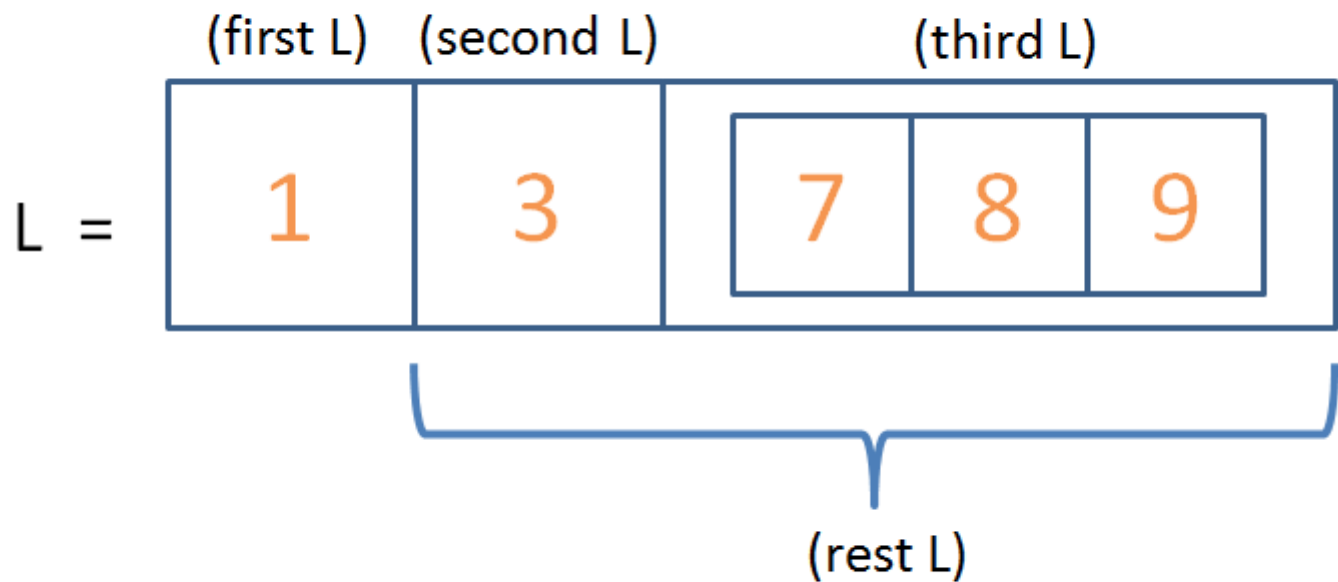 (first L) (second L) (third L)
L = 1 3 7 8 9
(rest L)